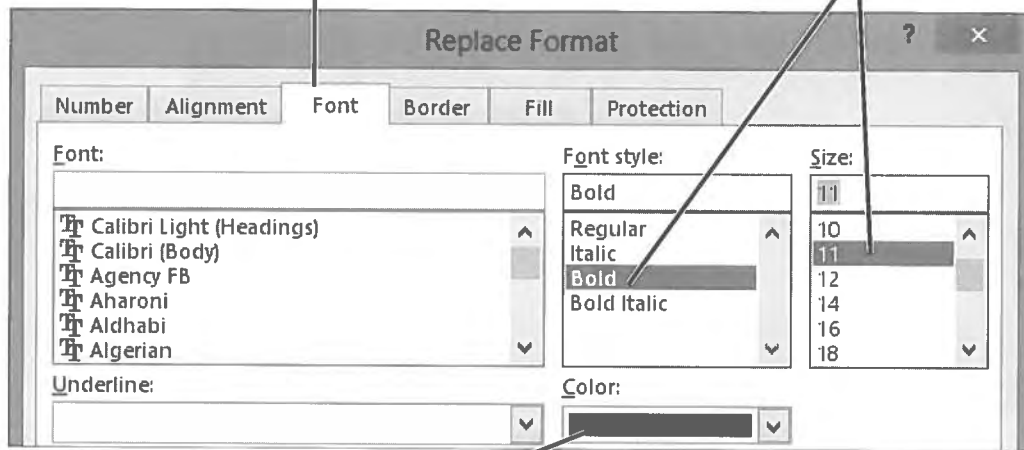 Replace Format
?
Number Alignment Font Border Fill Protection
Font:
Calibri Light (Headings)
Calibri (Body)
Agency FB
Aharoni
Aldhabi
Algerian
Font style:
Bold
Regular
Italic
Bold
Bold Italic
Size:
11
10
11
12
14
16
18
Underline:
Color: